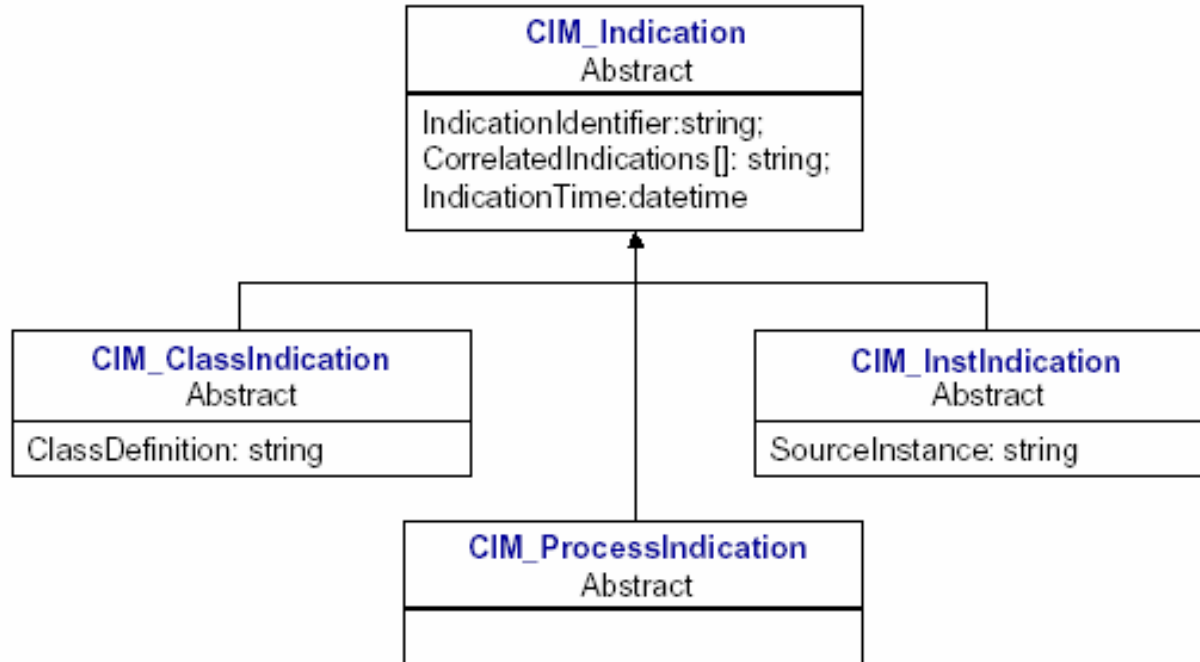 CIM_Indication
Abstract
IndicationIdentifier:string;
CorrelatedIndications[]: string;
IndicationTime:datetime
CIM_ClassIndication
Abstract
ClassDefinition: string
CIM_InstIndication
Abstract
SourceInstance: string
CIM_ProcessIndication
Abstract